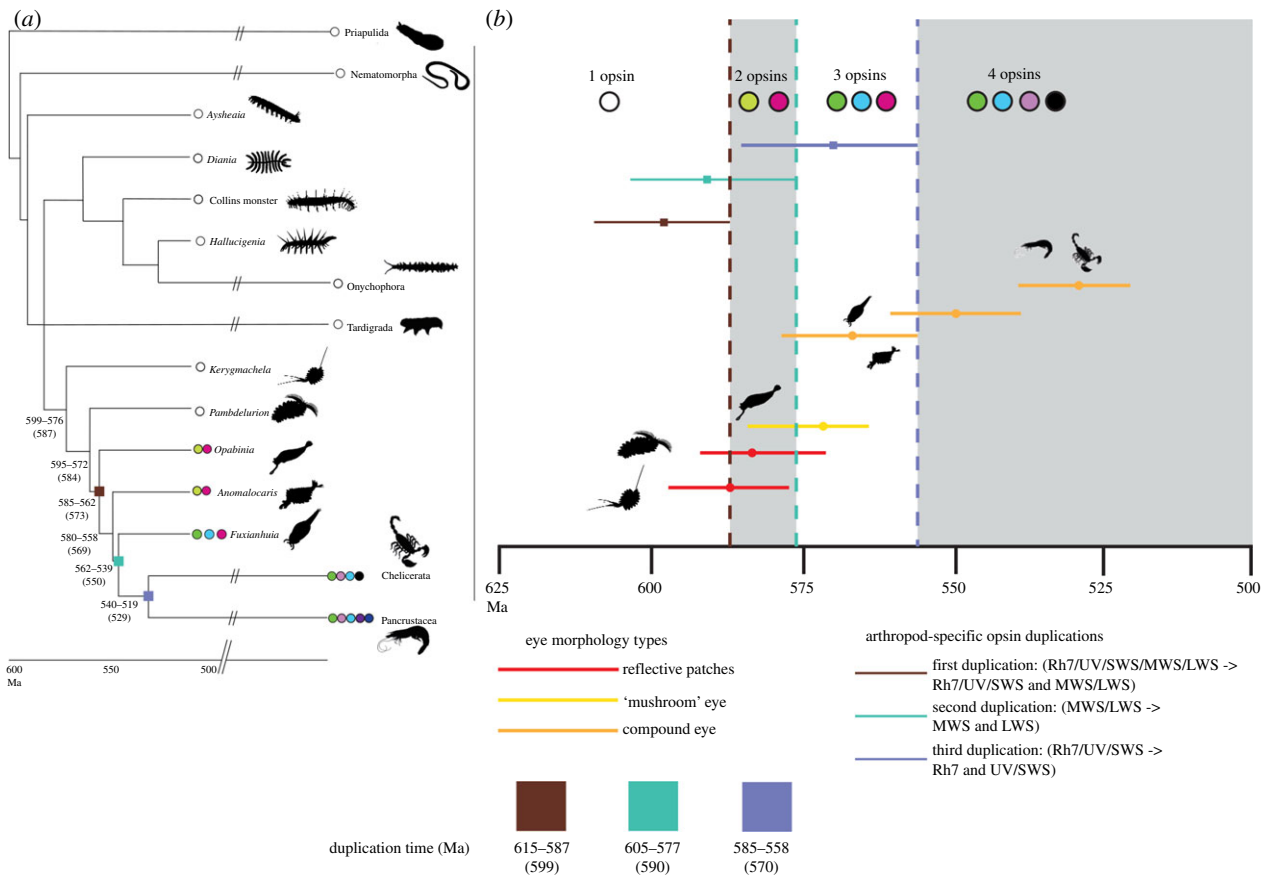 (a)
Priapulida
Nematomorpha
Aysheaia
Diania
Collins monster
Hallucigenia
Onychophora
Tardigrada
Kerygmachela
599–576
(587)
Pambdelurion
595–572
(584)
Opabinia
585–562
(573)
Anomalocaris
580–558
(569)
Fuxianhuia
562–539
(550)
Chelicerata
540–519
(529)
Pancrustacea
600
Ma
550
500
(b)
1 opsin
2 opsins
3 opsins
4 opsins
625
Ma
600
575
550
525
500
eye morphology types
reflective patches
‘mushroom’ eye
compound eye
arthropod-specific opsin duplications
first duplication: (Rh7/UV/SWS/MWS/LWS ->
Rh7/UV/SWS and MWS/LWS)
second duplication: (MWS/LWS ->
MWS and LWS)
third duplication: (Rh7/UV/SWS ->
Rh7 and UV/SWS)
duplication time (Ma)
615–587
(599)
605–577
(590)
585–558
(570)